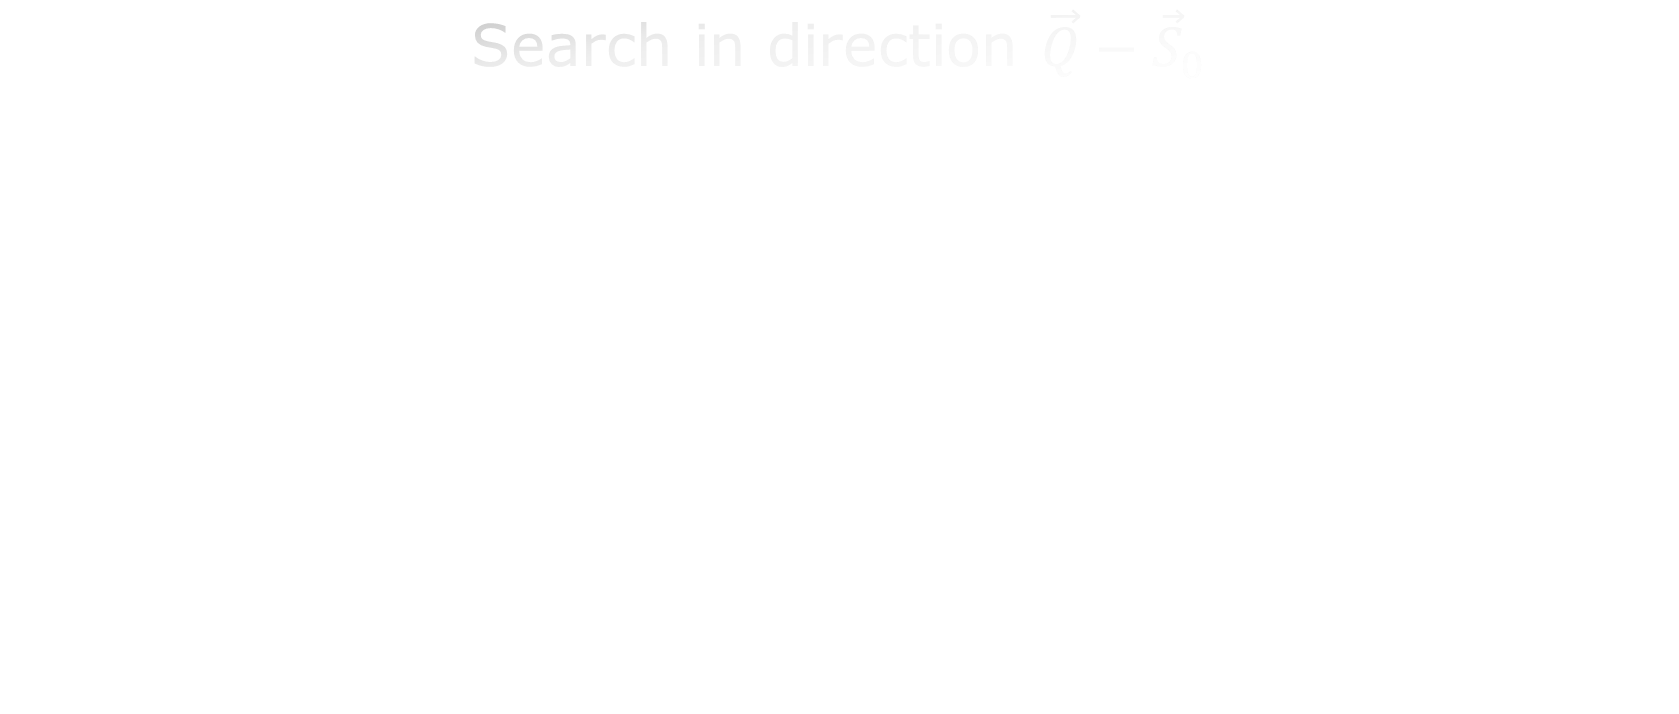 Search in direction $\vec{Q} - \vec{S}_0$